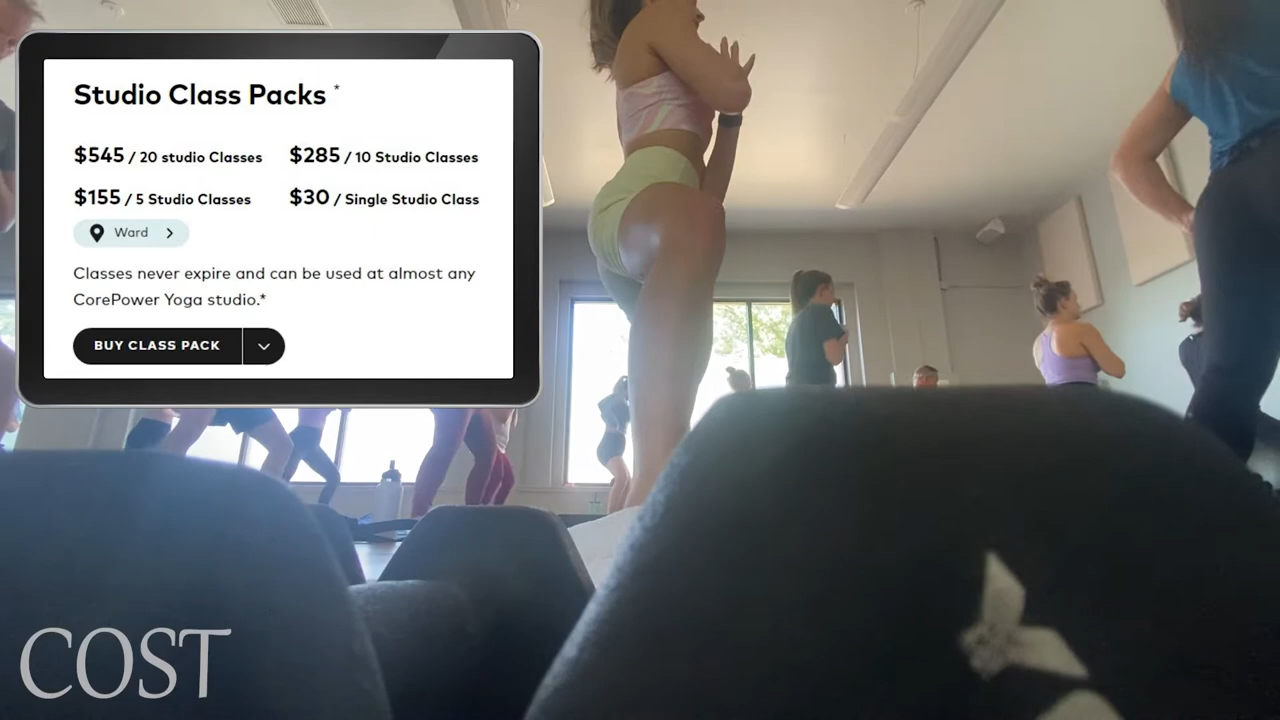 Studio Class Packs *
$545 / 20 studio Classes
$285 / 10 Studio Classes
$155 / 5 Studio Classes
$30 / Single Studio Class
Ward
Classes never expire and can be used at almost any
CorePower Yoga studio.*
BUY CLASS PACK
COST